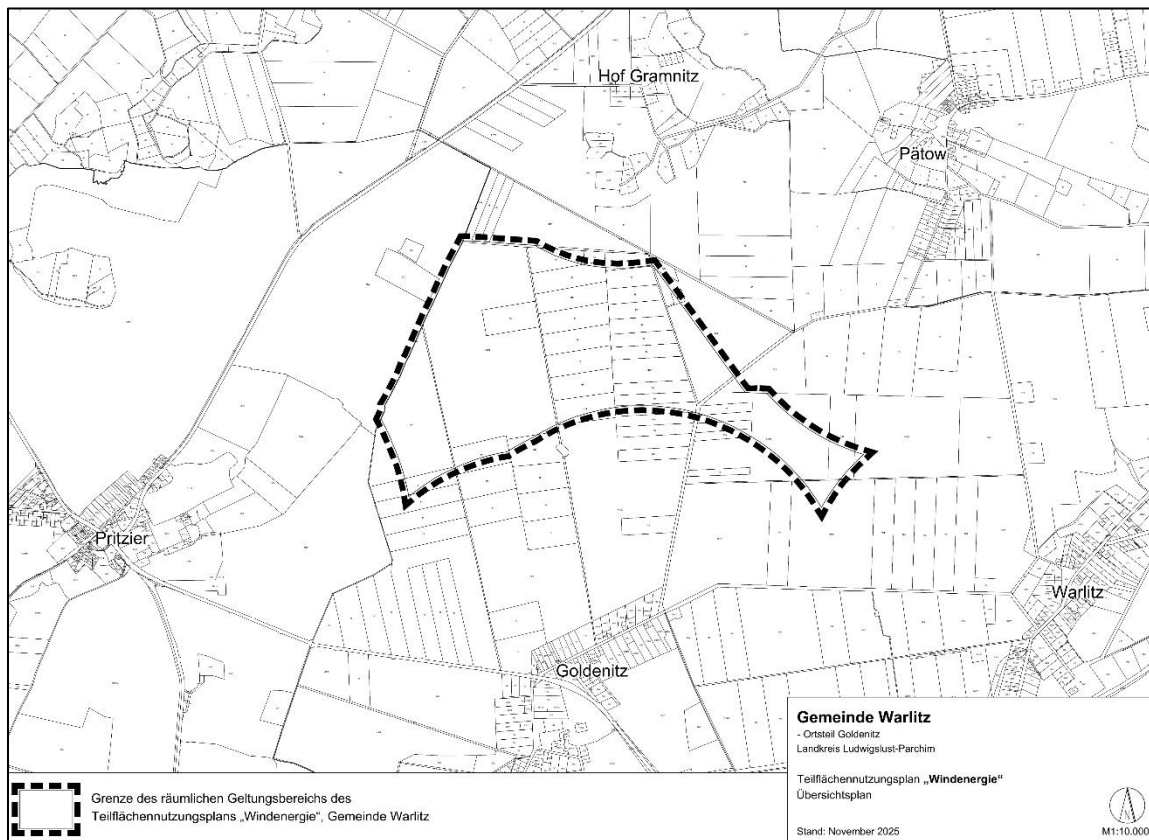 Hof Gramnitz
Pätow
Pritzier
Warlitz
Goldenitz
Gemeinde Warlitz
- Ortsteil Goldenitz
Landkreis Ludwigslust-Parchim
Teilflächennutzungsplan „Windenergie“
Übersichtsplan
Stand: November 2025
M1:10.000
Grenze des räumlichen Geltungsbereichs des
Teilflächennutzungsplans „Windenergie“, Gemeinde Warlitz